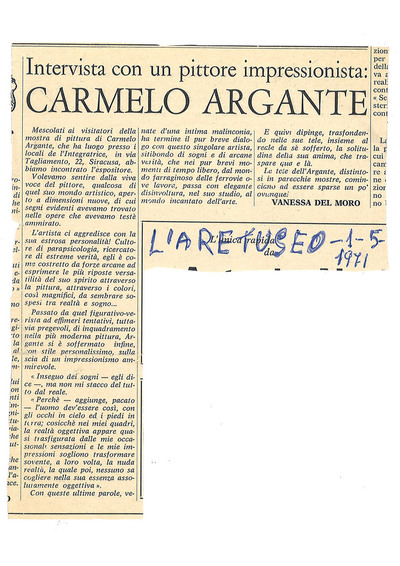 Intervista con un pittore impressionista:
CARMELO ARGANTE
Mescolati ai visitatori della
mostra di pittura di Carmelo
Argante, che ha luogo presso i
locali de l'Integratrice, in via
Tagliamento, 22, Siracusa, ab-
biamo incontrato l'espositore.
Volevamo sentire dalla viva
voce del pittore, qualcosa di
quel suo mondo artistico, aper-
to a dimensioni nuove, di cui
segni evidenti avevamo trovato
nelle opere che avevamo testé
ammirato.
L'artista ci aggredisce con la
sua estrosa personalità! Culto-
re di parapsicologia, ricercato-
re di estreme verità, egli è co-
me costretto da forze arcane ad
esprimere le più riposte versati-
lità del suo spirito attraverso
la pittura, attraverso i colori,
così magnifici, da sembrare so-
spesi tra realtà e sogno...
Passato da quel figurativo-ve-
rista ad effimeri tentativi, tutta-
via pregevoli, di inquadramento
nella più moderna pittura, Ar-
gante si è soffermato infine,
con stile personalissimo, sulla
scia di un impressionismo am-
mirevole.
« Inseguo dei sogni — egli di-
ce —, ma non mi stacco del tut-
to dal reale.
« Perchè — aggiunge, pacato
— l'uomo dev'essere così, con
gli occhi in cielo ed i piedi in
terra; cosicchè nei miei quadri,
la realtà oggettiva appare qua-
si trasfigurata dalle mie occa-
sional sensazioni e le mie im-
pressioni sogliono trasformare
sovente, a loro volta, la nuda
realtà, la quale poi, nessuno sa
cogliere nella sua essenza asso-
lutamente oggettiva ».
Con queste ultime parole, ve-
nate d'una intima malinconia,
ha termine il pur breve dialo-
go con questo singolare artista,
stilbondo di sogni e di arcane
verità, che nei pur brevi mo-
menti di tempo libero, dal mon-
do farraginoso delle ferrovie o-
ve lavora, passa con elegante
disinvoltura, nel suo studio, al
mondo incantato dell'arte.
E quivi dipinge, trasfonden-
do nelle sue tele, insieme al
recle da sè sofferto, la solitu-
dine della sua anima, che tra-
spare qua e là.
Le tele dell'Argante, distinto-
si in parecchie mostre, comin-
ciano ad essere sparse un po'
dovunque!
VANESSA DEL MORO
L'unica rapida
da
L'ARETUSEO -1-5-
1971